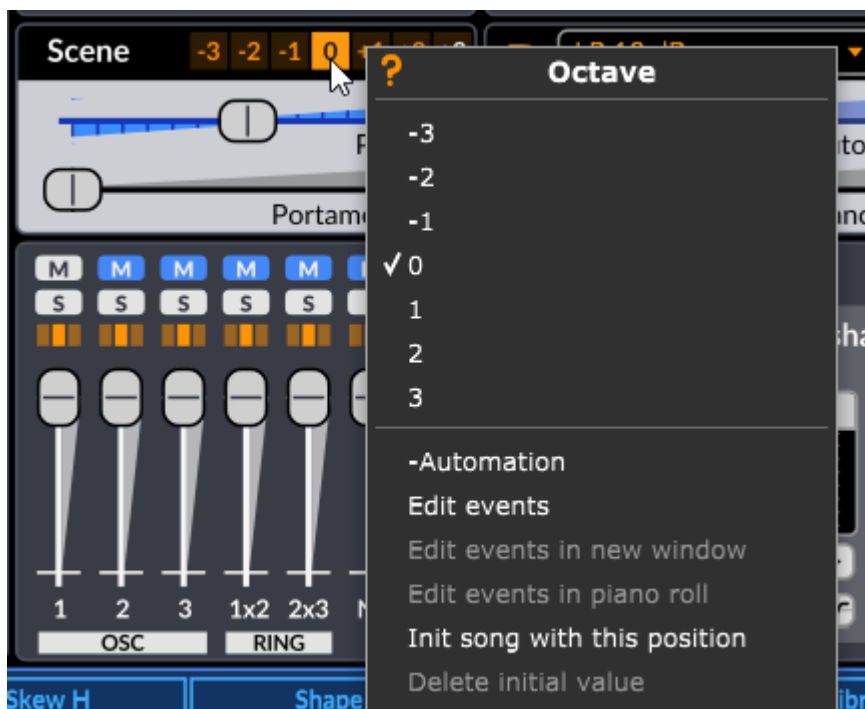 Scene -3 -2 -1 0
? Octave
-3
-2
-1
0
1
2
3
Portam
M M M M M
S S S S S
1 2 3 1x2 2x3
OSC RING
-Automation
Edit events
Edit events in new window
Edit events in piano roll
Init song with this position
Delete initial value
Skew H Shape